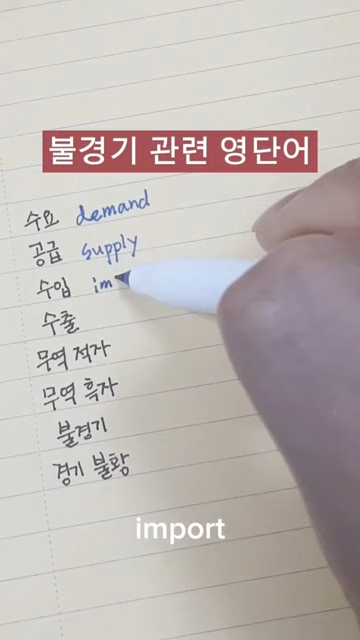 불경기 관련 영단어
수요 demand
공급 supply
수입 im
수출
무역 적자
무역 흑자
불경기
경기 불황
import